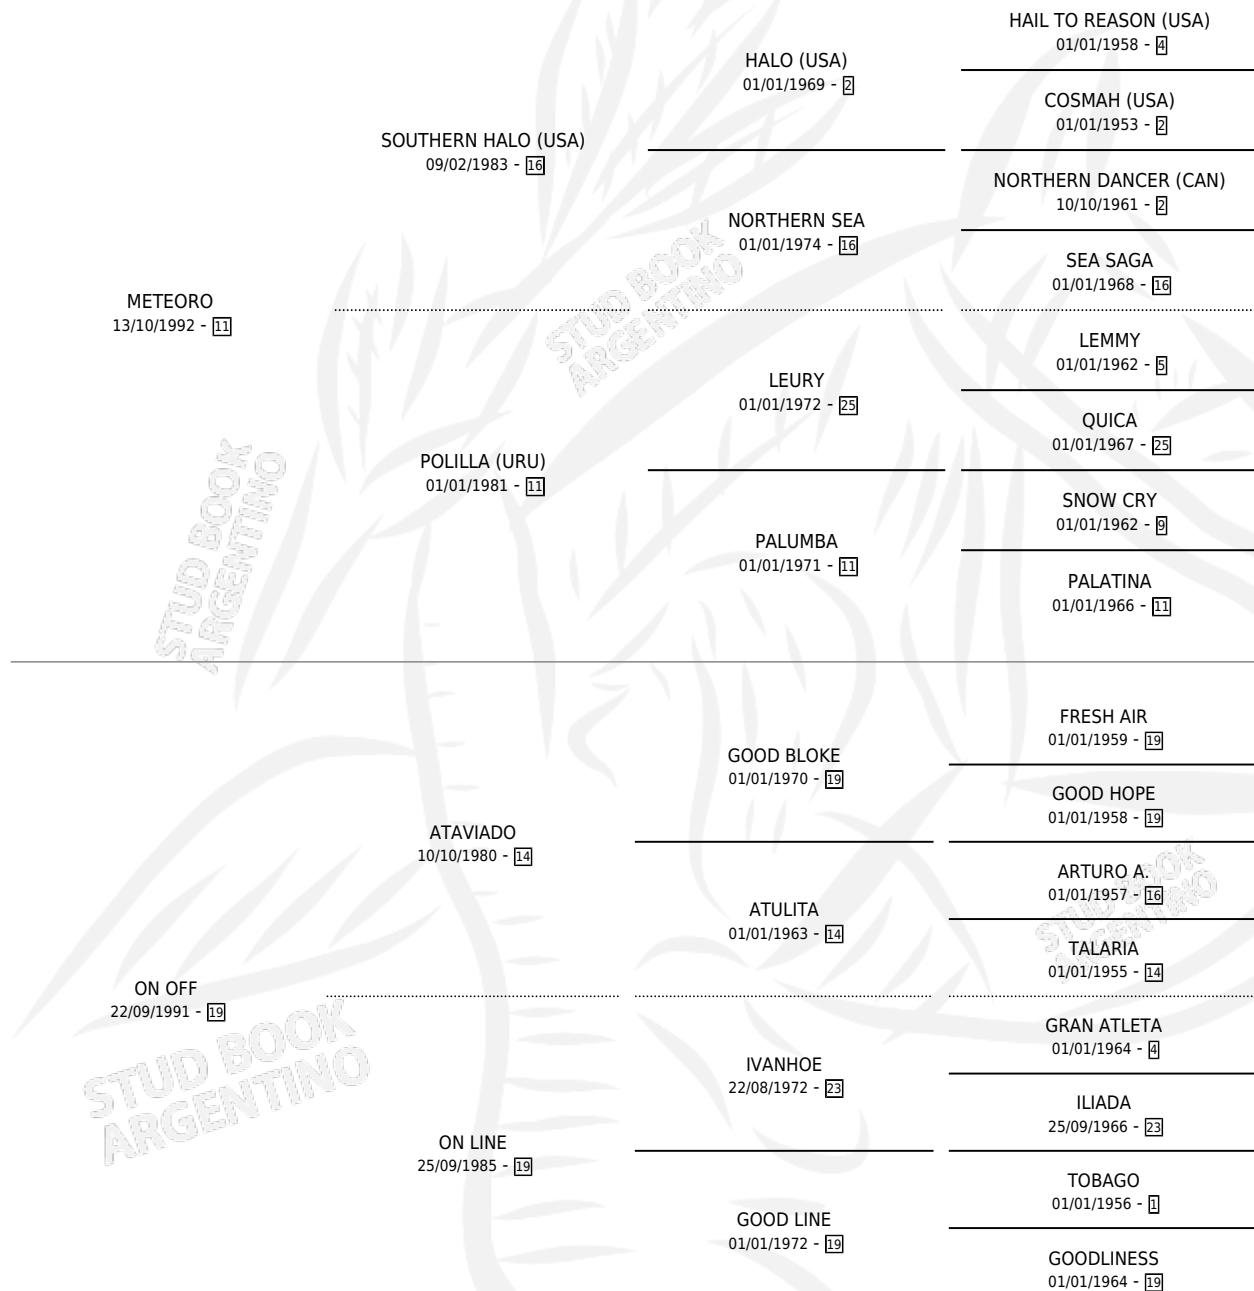 HAIL TO REASON (USA)
01/01/1958 - 4
HALO (USA)
01/01/1969 - 2
COSMAH (USA)
01/01/1953 - 2
SOUTHERN HALO (USA)
09/02/1983 - 16
NORTHERN DANCER (CAN)
10/10/1961 - 2
NORTHERN SEA
01/01/1974 - 16
SEA SAGA
01/01/1968 - 16
METEORO
13/10/1992 - 11
LEMMY
01/01/1962 - 5
LEURY
01/01/1972 - 25
QUICA
01/01/1967 - 25
POLILLA (URU)
01/01/1981 - 11
SNOW CRY
01/01/1962 - 9
PALUMBA
01/01/1971 - 11
PALATINA
01/01/1966 - 11
FRESH AIR
01/01/1959 - 19
GOOD BLOKE
01/01/1970 - 19
GOOD HOPE
01/01/1958 - 19
ATAVIADO
10/10/1980 - 14
ARTURO A.
01/01/1957 - 16
ATULITA
01/01/1963 - 14
TALARIA
01/01/1955 - 14
ON OFF
22/09/1991 - 19
GRAN ATLETA
01/01/1964 - 4
IVANHOE
22/08/1972 - 23
ILIADA
25/09/1966 - 23
ON LINE
25/09/1985 - 19
TOBAGO
01/01/1956 - 1
GOOD LINE
01/01/1972 - 19
GOODLINESS
01/01/1964 - 19
STUD BOOK
ARGENTINO
STUD BOOK
ARGENTINO
STUD BOOK
ARGENTINO
STUD BOOK
ARGENTINO